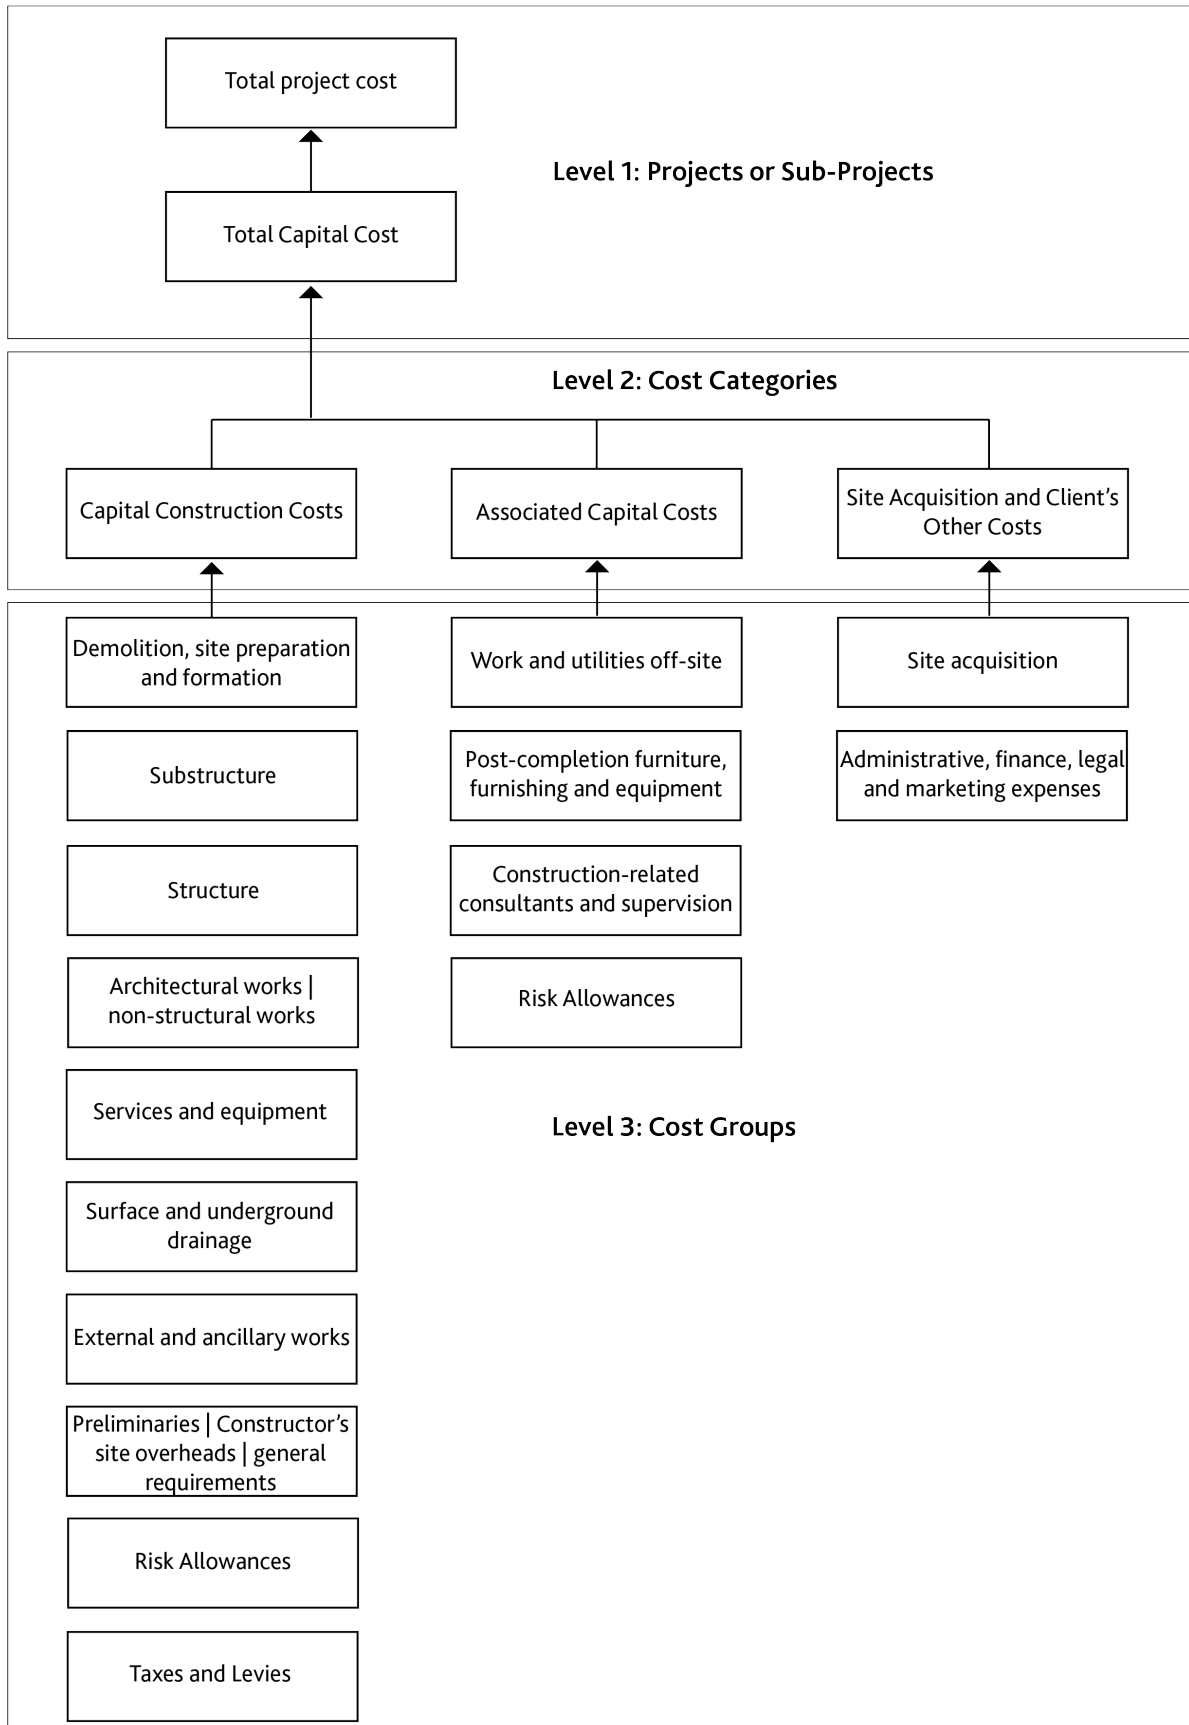 Total project cost
Level 1: Projects or Sub-Projects
Total Capital Cost
Level 2: Cost Categories
Capital Construction Costs
Associated Capital Costs
Site Acquisition and Client’s
Other Costs
Demolition, site preparation
and formation
Substructure
Structure
Architectural works |
non-structural works
Services and equipment
Surface and underground
drainage
External and ancillary works
Preliminaries | Constructor’s
site overheads | general
requirements
Risk Allowances
Taxes and Levies
Work and utilities off-site
Post-completion furniture,
furnishing and equipment
Construction-related
consultants and supervision
Risk Allowances
Site acquisition
Administrative, finance, legal
and marketing expenses
Level 3: Cost Groups